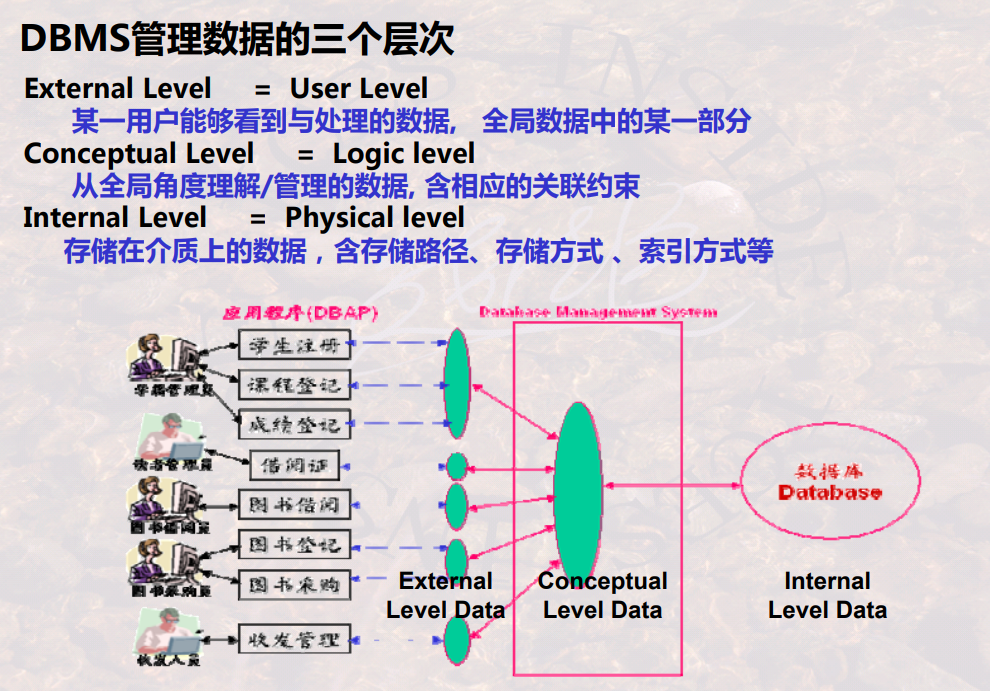 DBMS管理数据的三个层次
External Level = User Level
某一用户能够看到与处理的数据, 全局数据中的某一部分
Conceptual Level = Logic level
从全局角度理解/管理的数据, 含相应的关联约束
Internal Level = Physical level
存储在介质上的数据，含存储路径、存储方式 、索引方式等
应用程序(DBAP)
Database Management System
学生注册
课程登记
学籍管理员
成绩登记
借阅证
读者管理员
图书借阅
图书借阅员
图书登记
图书采购
图书采购员
收发管理
收发人员
数据库
Database
External
Level Data
Conceptual
Level Data
Internal
Level Data